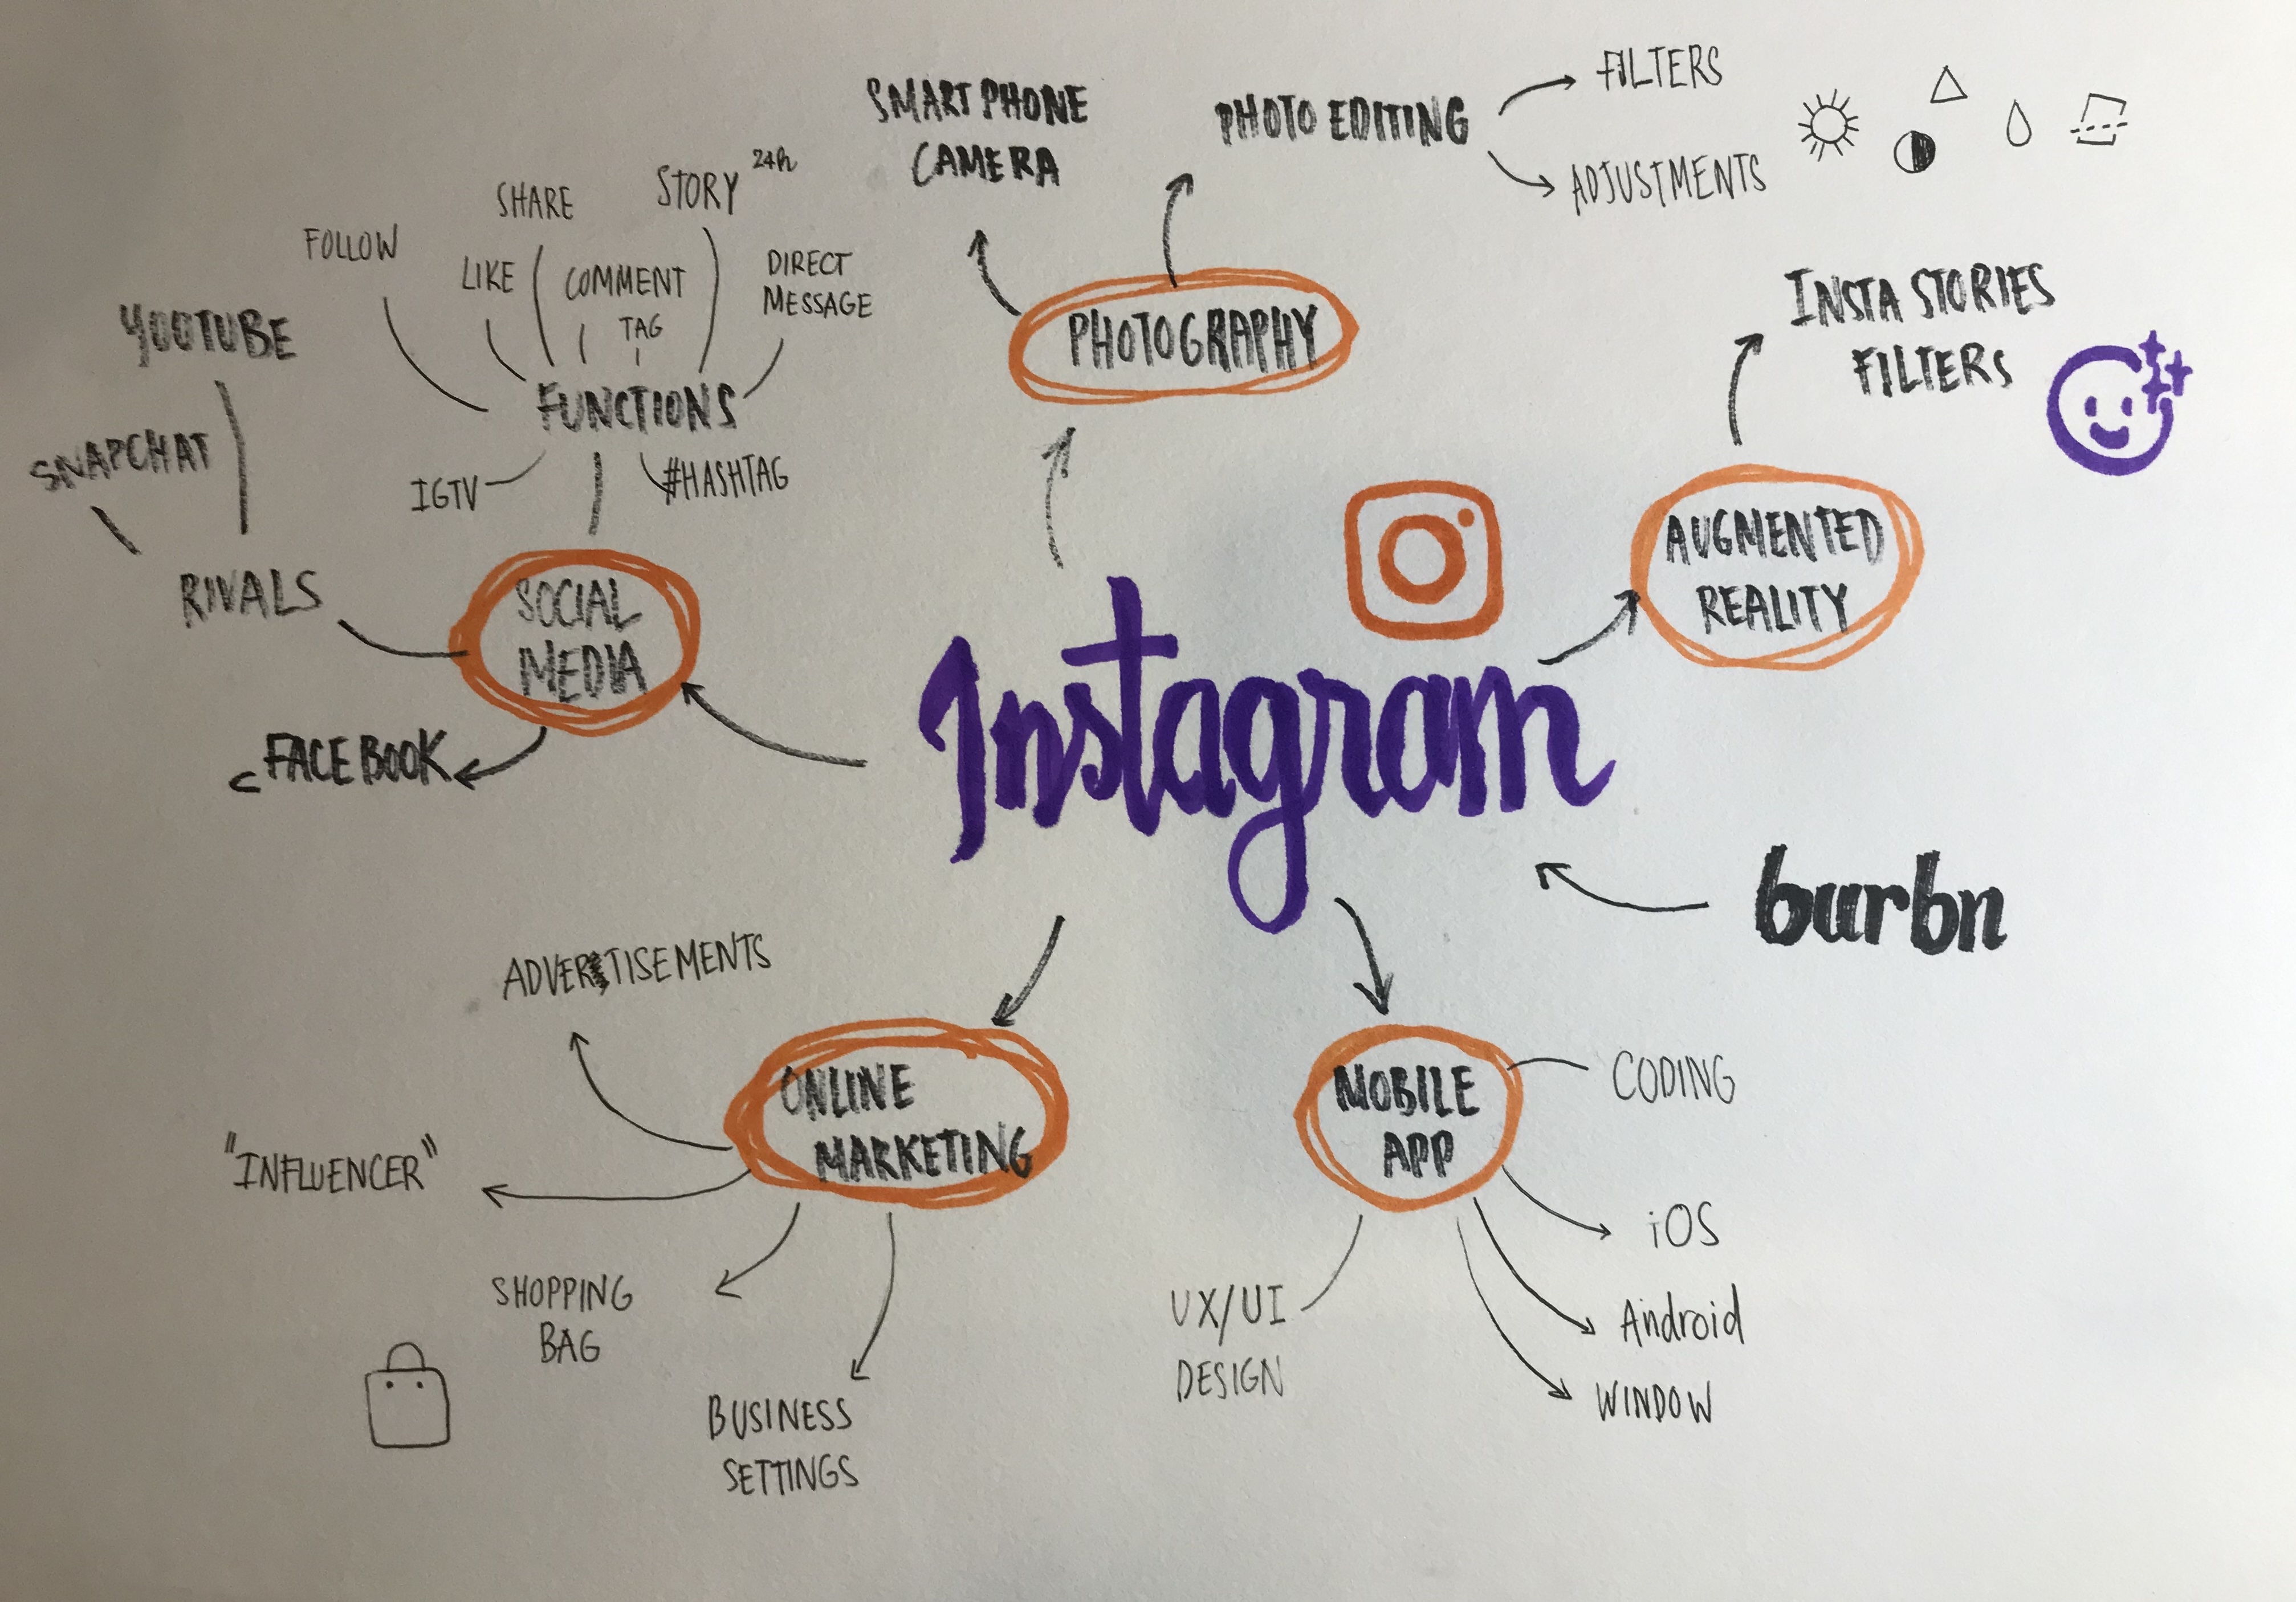 SMARTPHONE
CAMERA
PHOTO EDITING
FILTERS
ADJUSTMENTS
STORY 24h
SHARE
FOLLOW
LIKE
COMMENT
TAG
DIRECT
MESSAGE
FUNCTIONS
IGTV
#HASHTAG
YOUTUBE
SNAPCHAT
RIVALS
SOCIAL
MEDIA
FACEBOOK
PHOTOGRAPHY
INSTA STORIES
FILTERS
AUGMENTED
REALITY
Instagram
burbn
ADVERTISEMENTS
ONLINE
MARKETING
"INFLUENCER"
SHOPPING
BAG
BUSINESS
SETTINGS
MOBILE
APP
CODING
iOS
Android
WINDOW
UX/UI
DESIGN